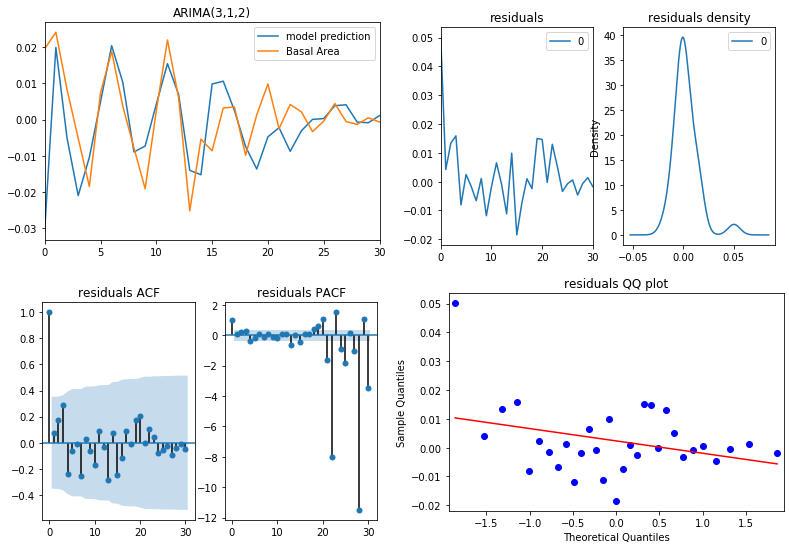 ARIMA(3,1,2)
model prediction
Basal Area
0.02
0.01
0.00
−0.01
−0.02
−0.03
0 5 10 15 20 25 30
residuals
0
0.05
0.04
0.03
0.02
0.01
0.00
−0.01
−0.02
0 10 20 30
residuals density
0
Density
40
35
30
25
20
15
10
5
0
−0.05 0.00 0.05
residuals ACF
1.0
0.8
0.6
0.4
0.2
0.0
−0.2
−0.4
0 10 20 30
residuals PACF
2
0
−2
−4
−6
−8
−10
−12
0 10 20 30
residuals QQ plot
Sample Quantiles
0.05
0.04
0.03
0.02
0.01
0.00
−0.01
−0.02
−1.5 −1.0 −0.5 0.0 0.5 1.0 1.5
Theoretical Quantiles